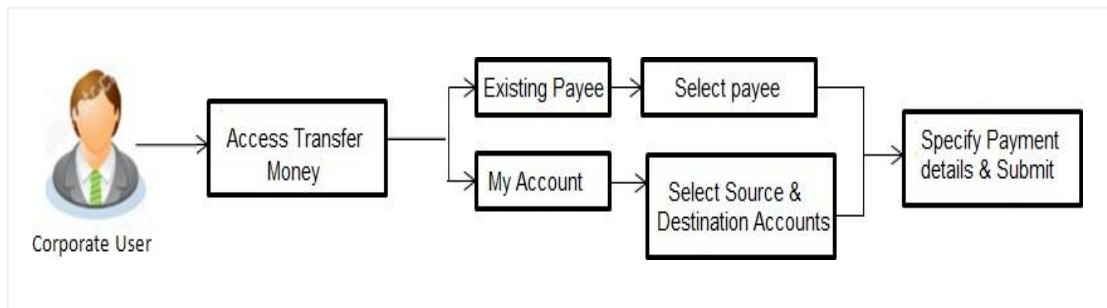 Existing Payee
Select payee
Access Transfer
Money
Specify Payment
details & Submit
My Account
Select Source &
Destination Accounts
Corporate User